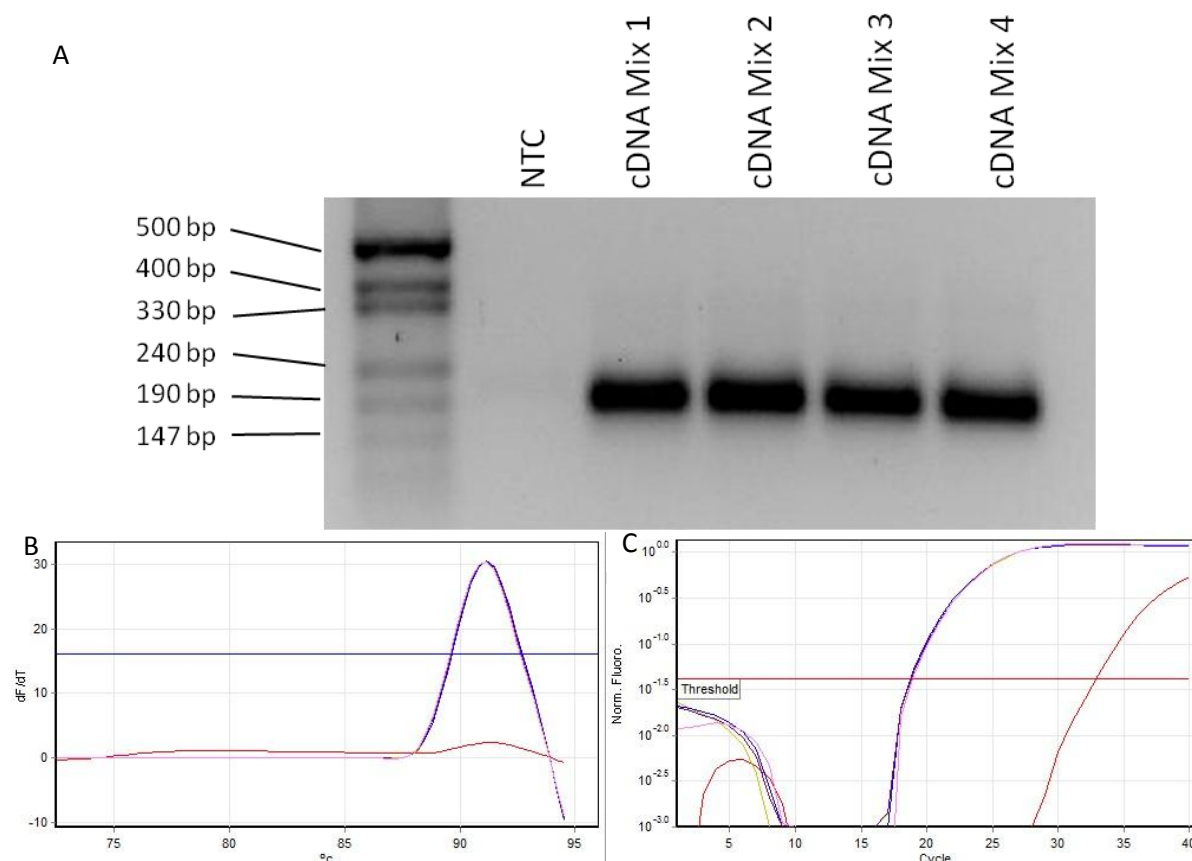 A
NTC
cDNA Mix 1
cDNA Mix 2
cDNA Mix 3
cDNA Mix 4
500 bp
400 bp
330 bp
240 bp
190 bp
147 bp
B
30
20
10
0
-10
dF/dT
75
80
85
90
95
°C
C
10^0.0
10^-0.5
10^-1.0
10^-1.5
10^-2.0
10^-2.5
10^-3.0
Norm. Fluoro.
Threshold
5
10
15
20
25
30
35
40
Cycle